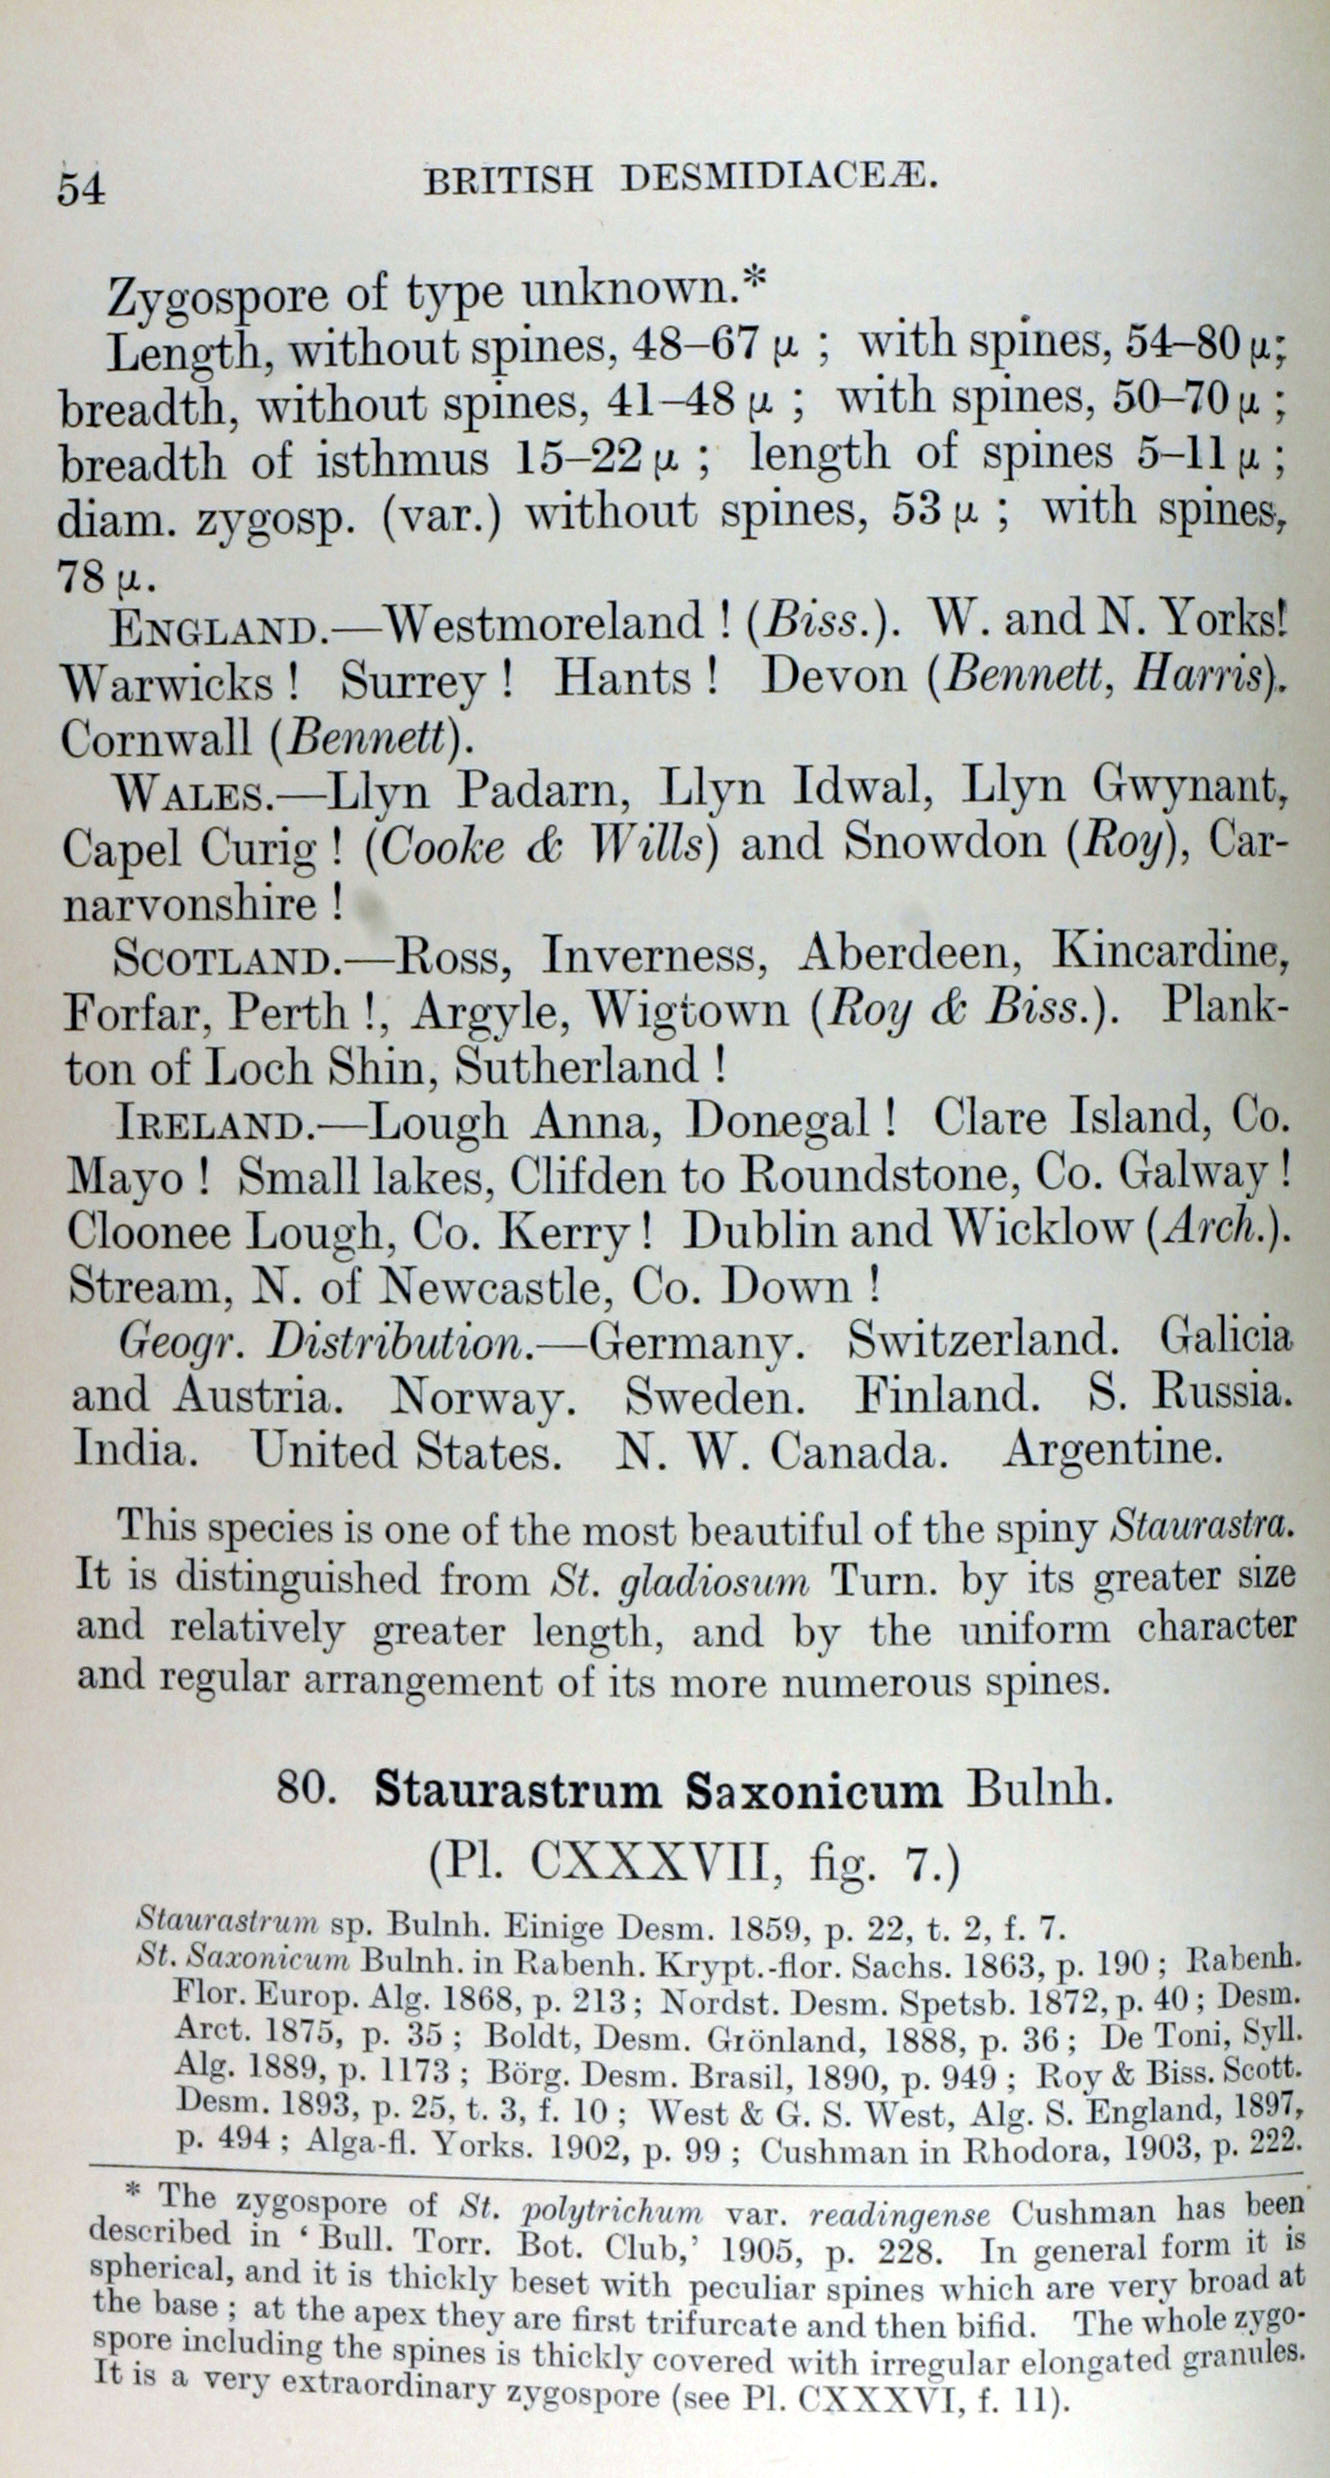 54
BRITISH DESMIDIACEÆ.
Zygospore of type unknown.*
Length, without spines, 48–67 μ ; with spines, 54–80 μ;
breadth, without spines, 41–48 μ ; with spines, 50–70 μ ;
breadth of isthmus 15–22 μ ; length of spines 5–11 μ ;
diam. zygosp. (var.) without spines, 53 μ ; with spines,
78 μ.
ENGLAND.—Westmoreland ! (Biss.). W. and N. Yorks!
Warwicks ! Surrey ! Hants ! Devon (Bennett, Harris).
Cornwall (Bennett).
WALES.—Llyn Padarn, Llyn Idwal, Llyn Gwynant,
Capel Curig ! (Cooke & Wills) and Snowdon (Roy), Car-
narvonshire !
SCOTLAND.—Ross, Inverness, Aberdeen, Kincardine,
Forfar, Perth !, Argyle, Wigtown (Roy & Biss.). Plank-
ton of Loch Shin, Sutherland !
IRELAND.—Lough Anna, Donegal ! Clare Island, Co.
Mayo ! Small lakes, Clifden to Roundstone, Co. Galway !
Cloonee Lough, Co. Kerry ! Dublin and Wicklow (Arch.).
Stream, N. of Newcastle, Co. Down !
Geogr. Distribution.—Germany. Switzerland. Galicia
and Austria. Norway. Sweden. Finland. S. Russia.
India. United States. N. W. Canada. Argentine.
This species is one of the most beautiful of the spiny Staurastra.
It is distinguished from St. gladiosum Turn. by its greater size
and relatively greater length, and by the uniform character
and regular arrangement of its more numerous spines.
80. Staurastrum Saxonicum Bulnh.
(Pl. CXXXVII, fig. 7.)
Staurastrum sp. Bulnh. Einige Desm. 1859, p. 22, t. 2, f. 7.
St. Saxonicum Bulnh. in Rabenh. Krypt.-flor. Sachs. 1863, p. 190 ; Rabenh.
Flor. Europ. Alg. 1868, p. 213 ; Nordst. Desm. Spetsb. 1872, p. 40 ; Desm.
Arct. 1875, p. 35 ; Boldt, Desm. Grönland, 1888, p. 36 ; De Toni, Syll.
Alg. 1889, p. 1173 ; Börg. Desm. Brasil, 1890, p. 949 ; Roy & Biss. Scott.
Desm. 1893, p. 25, t. 3, f. 10 ; West & G. S. West, Alg. S. England, 1897,
p. 494 ; Alga-fl. Yorks. 1902, p. 99 ; Cushman in Rhodora, 1903, p. 222.
* The zygospore of St. polytrichum var. readingense Cushman has been
described in ‘ Bull. Torr. Bot. Club,’ 1905, p. 228. In general form it is
spherical, and it is thickly beset with peculiar spines which are very broad at
the base ; at the apex they are first trifurcate and then bifid. The whole zygo-
spore including the spines is thickly covered with irregular elongated granules.
It is a very extraordinary zygospore (see Pl. CXXXVI, f. 11).